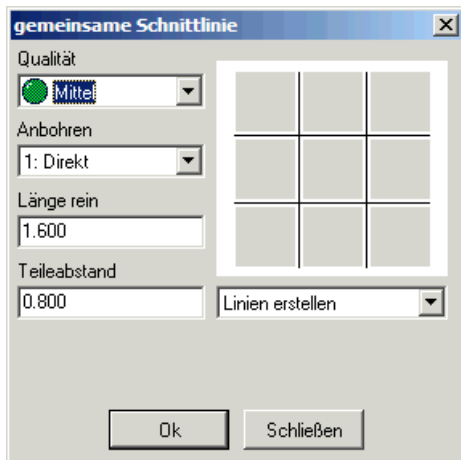 gemeinsame Schnittlinie
Qualität
Mittel
Anbohren
1: Direkt
Länge rein
1.600
Teileabstand
0.800
Linien erstellen
Ok
Schließen